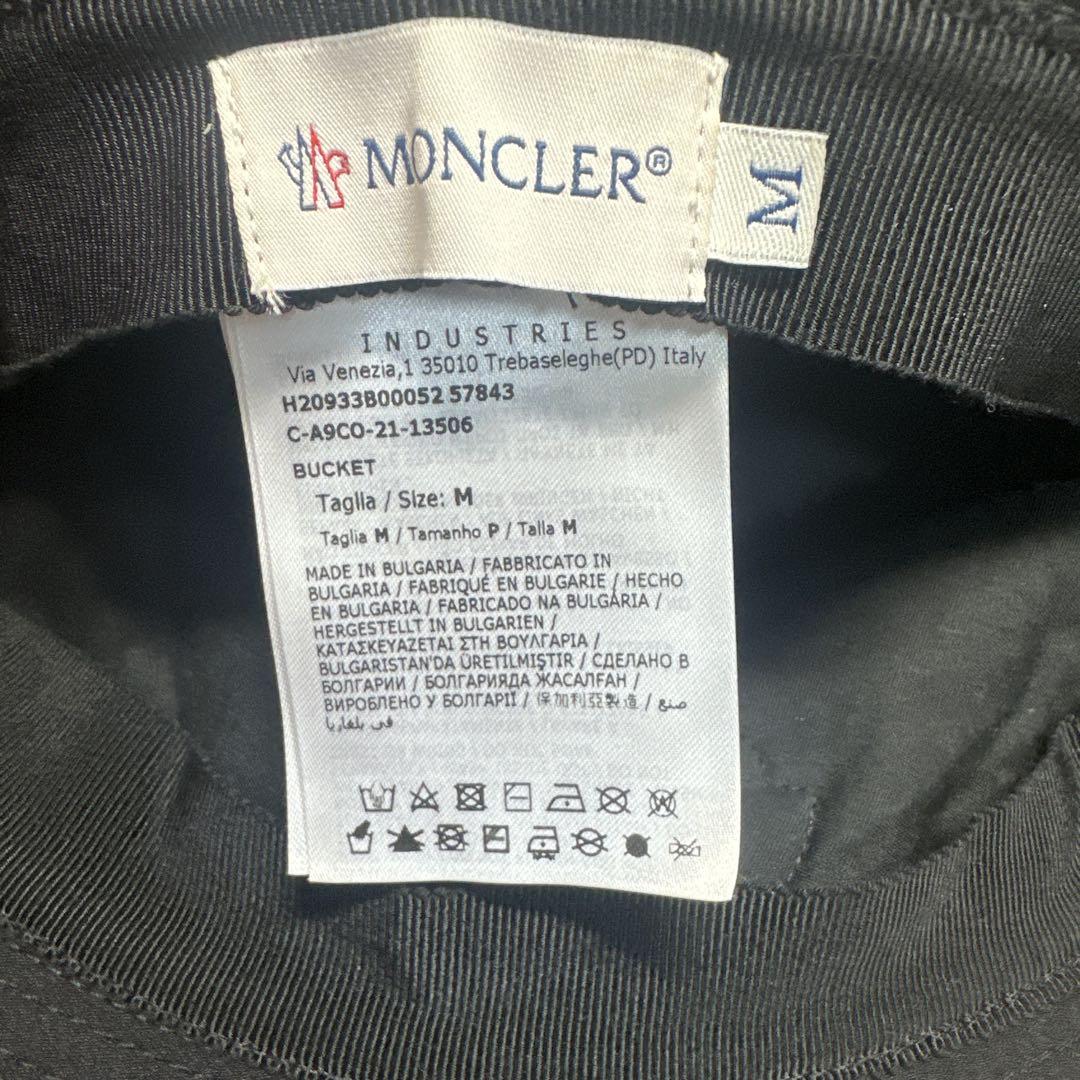 MONCLER®
M
INDUSTRIES
Via Venezia,1 35010 Trebaseleghe(PD) Italy
H20933B00052 57843
C-A9CO-21-13506
BUCKET
Taglia / Size: M
Taglia M / Tamanho P / Talla M
MADE IN BULGARIA / FABBRICATO IN
BULGARIA / FABRIQUÉ EN BULGARIE / HECHO
EN BULGARIA / FABRICADO NA BULGÁRIA /
HERGESTELLT IN BULGARIEN /
ΚΑΤΑΣΚΕΥΑΖΕΤΑΙ ΣΤΗ ΒΟΥΛΓΑΡΙΑ /
BULGARISTAN'DA ÜRETILMIŞTIR / СДЕЛАНО В
БОЛГАРИИ / БОЛГАРИЯДА ЖАСАЛҒАН /
ВИРОБЛЕНО У БОЛГАРІЇ / 保加利亞製造 / صنع
في بلغاريا